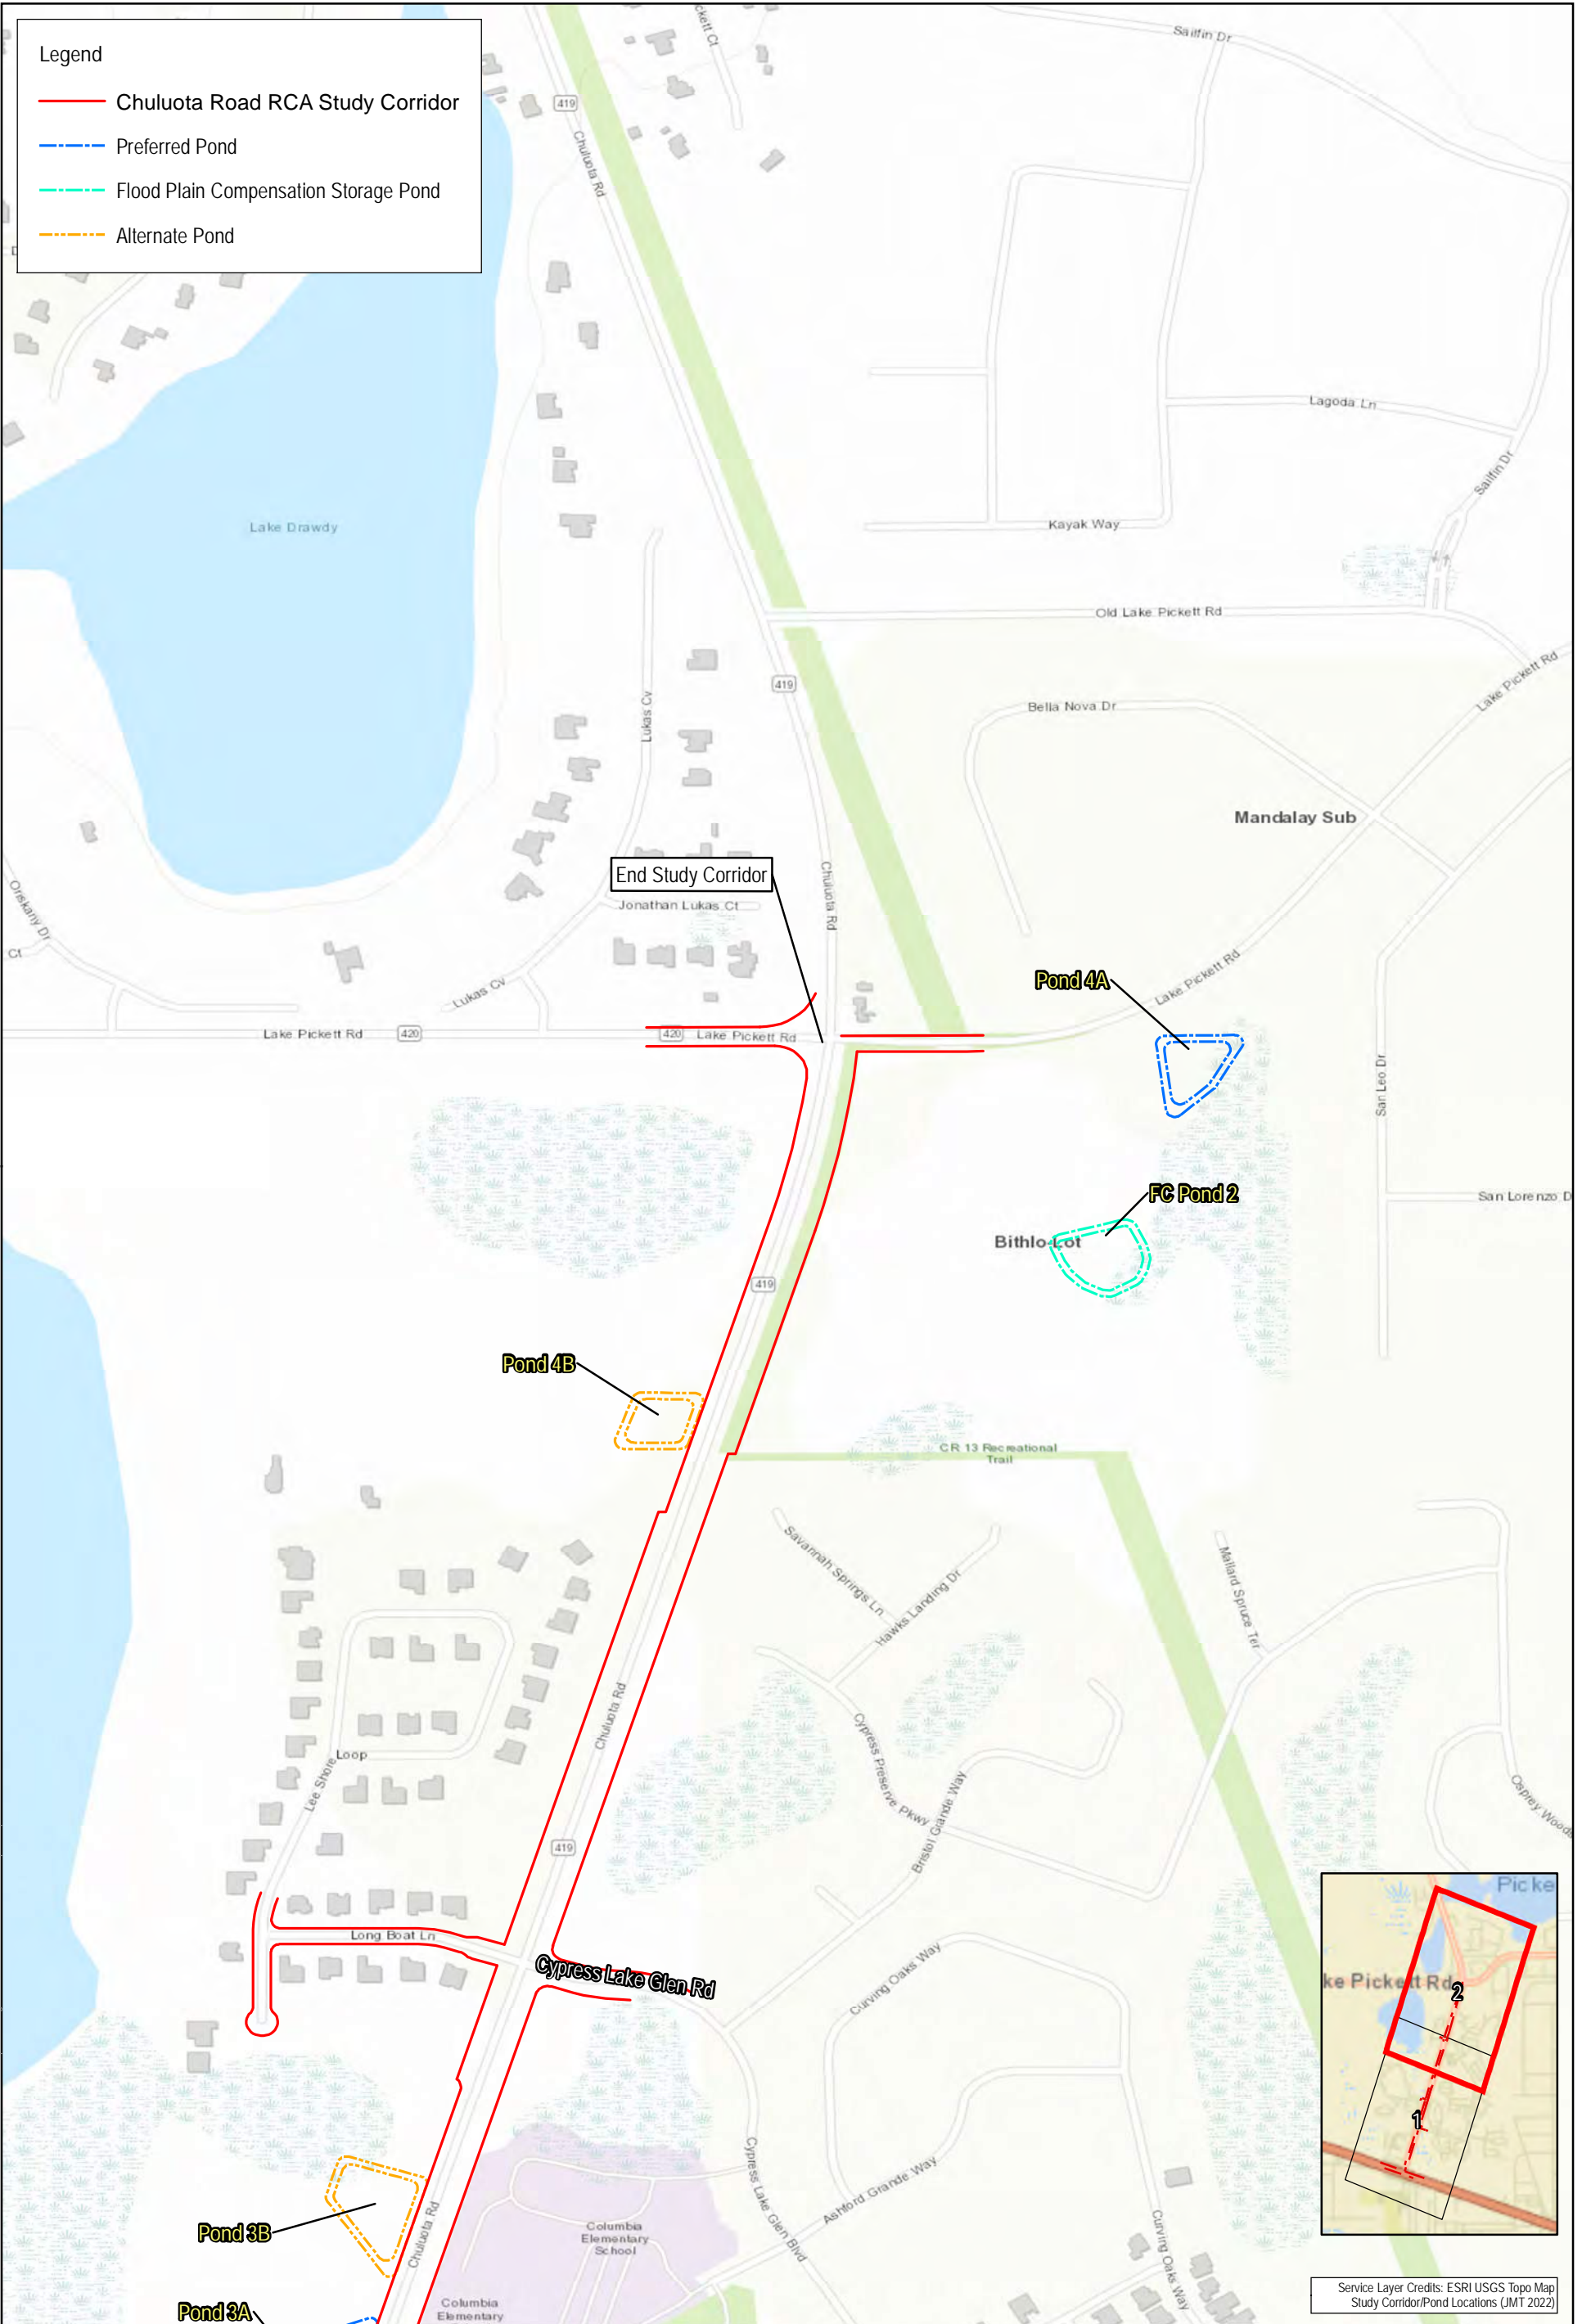 Legend
Chuluota Road RCA Study Corridor
Preferred Pond
Flood Plain Compensation Storage Pond
Alternate Pond
ckett Ct
Sailfin Dr
419
Chuluota Rd
Lagoda Ln
Sailfin Dr
Lake Drawdy
Kayak Way
Old Lake Pickett Rd
Lake Pickett Rd
419
Lukas Cv
Bella Nova Dr
Mandalay Sub
End Study Corridor
Chuluota Rd
Jonathan Lukas Ct
Oriskany Dr
Ct
Lukas Cv
Pond 4A
Lake Pickett Rd
Lake Pickett Rd
420
420
Lake Pickett Rd
San Leo Dr
FC Pond 2
San Lorenzo D
Bithlo-Lot
419
Pond 4B
CR 13 Recreational
Trail
Savannah Springs Ln
Hawks Landing Dr
Mallard Spruce Ter
Chuluota Rd
Cypress Preserve Pkwy
Bristol Grande Way
Lee Shore Loop
Osprey Woods
419
Long Boat Ln
Cypress Lake Glen Rd
Curving Oaks Way
Picke
ke Pickett Rd
2
1
Cypress Lake Glen Blvd
Ashford Grande Way
Curving Oaks Way
Pond 3B
Chuluota Rd
Columbia
Elementary
School
Pond 3A
Columbia
Elementary
Service Layer Credits: ESRI USGS Topo Map
Study Corridor/Pond Locations (JMT 2022)